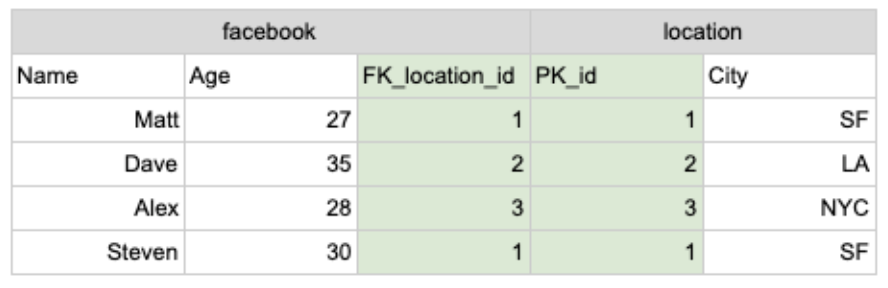 facebook location
Name Age FK_location_id PK_id City
Matt 27 1 1 SF
Dave 35 2 2 LA
Alex 28 3 3 NYC
Steven 30 1 1 SF